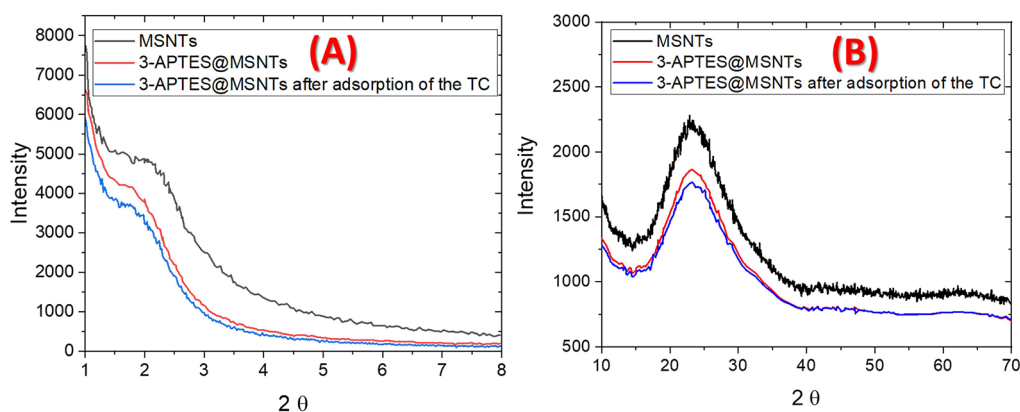 (A)
MSNTs
3-APTES@MSNTs
3-APTES@MSNTs after adsorption of the TC
Intensity
8000
7000
6000
5000
4000
3000
2000
1000
0
1 2 3 4 5 6 7 8
2 θ
(B)
MSNTs
3-APTES@MSNTs
3-APTES@MSNTs after adsorption of the TC
Intensity
3000
2500
2000
1500
1000
500
10 20 30 40 50 60 70
2 θ